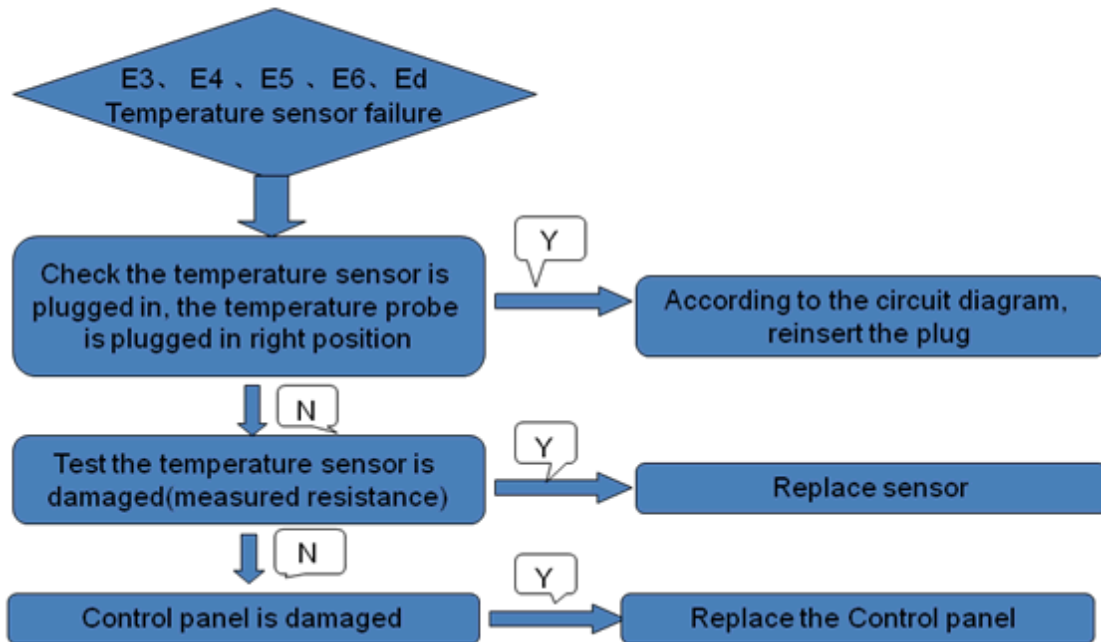 E3、 E4 、E5 、E6、Ed
Temperature sensor failure
Y
Check the temperature sensor is
plugged in, the temperature probe
is plugged in right position
According to the circuit diagram,
reinsert the plug
N
Y
Test the temperature sensor is
damaged(measured resistance)
Replace sensor
N
Y
Control panel is damaged
Replace the Control panel